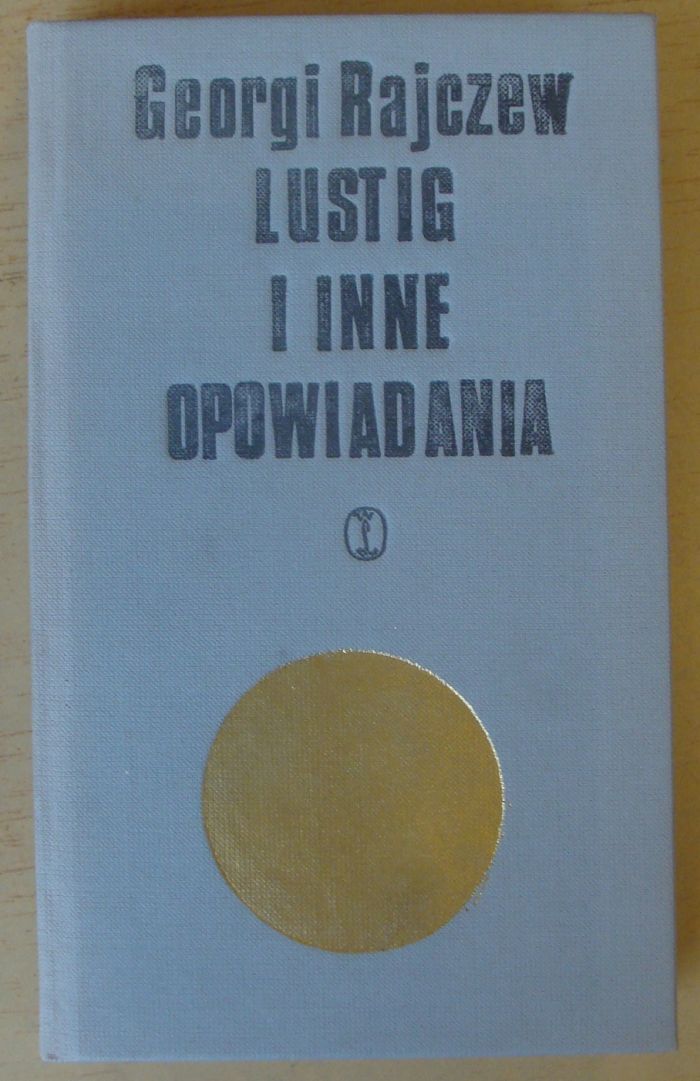 Georgi Rajczew
LUSTIG
I INNE
OPOWIADANIA